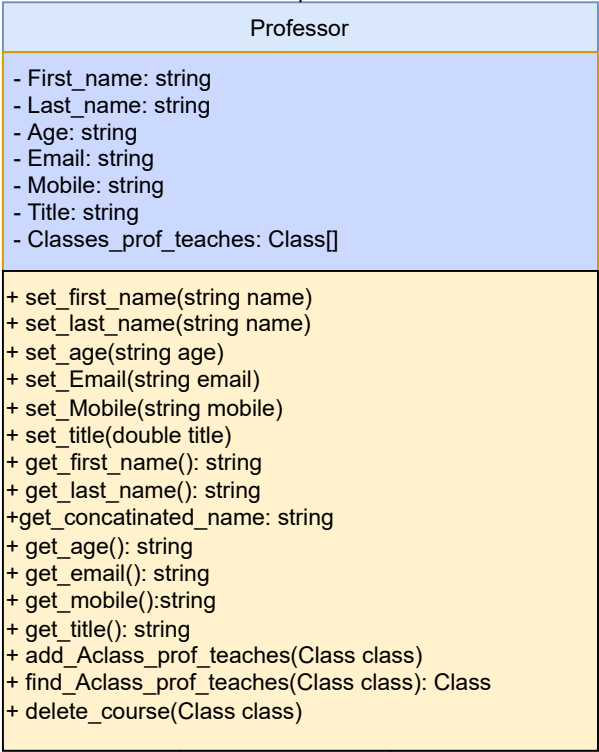 Professor
- First_name: string
- Last_name: string
- Age: string
- Email: string
- Mobile: string
- Title: string
- Classes_prof_teaches: Class[]
+ set_first_name(string name)
+ set_last_name(string name)
+ set_age(string age)
+ set_Email(string email)
+ set_Mobile(string mobile)
+ set_title(double title)
+ get_first_name(): string
+ get_last_name(): string
+get_concatinated_name: string
+ get_age(): string
+ get_email(): string
+ get_mobile():string
+ get_title(): string
+ add_Aclass_prof_teaches(Class class)
+ find_Aclass_prof_teaches(Class class): Class
+ delete_course(Class class)